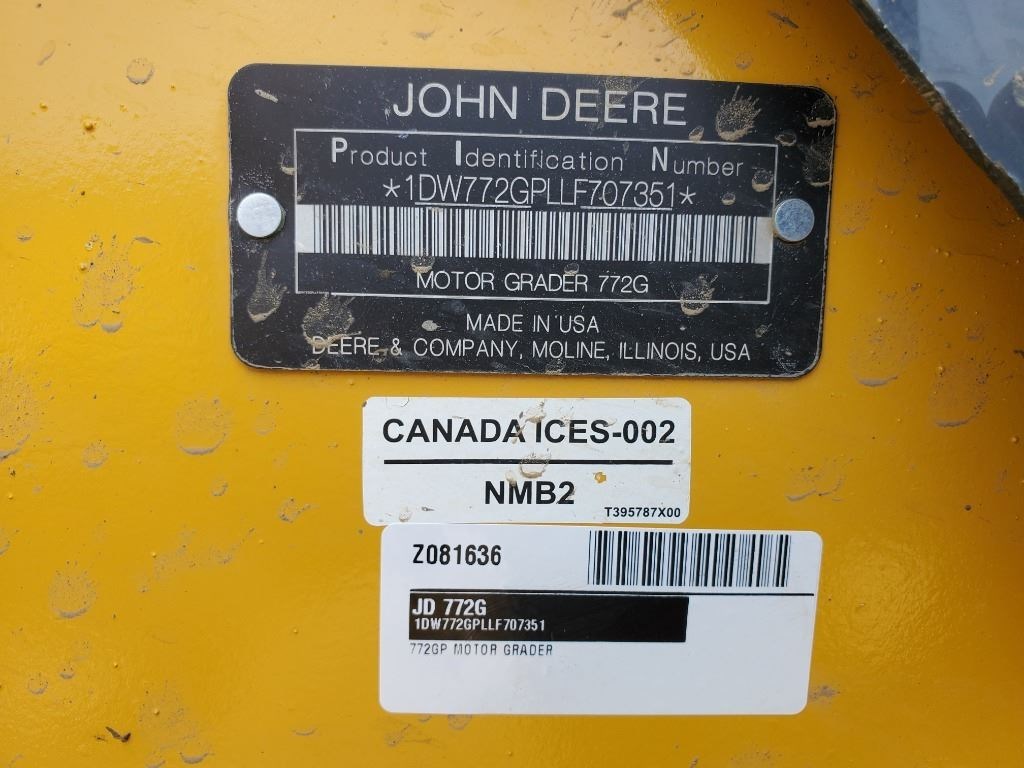 JOHN DEERE
Product Identification Number
*1DW772GPLLF707351*
MOTOR GRADER 772G
MADE IN USA
DEERE & COMPANY, MOLINE, ILLINOIS, USA
CANADA ICES-002
NMB2
T395787X00
Z081636
JD 772G
1DW772GPLLF707351
772GP MOTOR GRADER